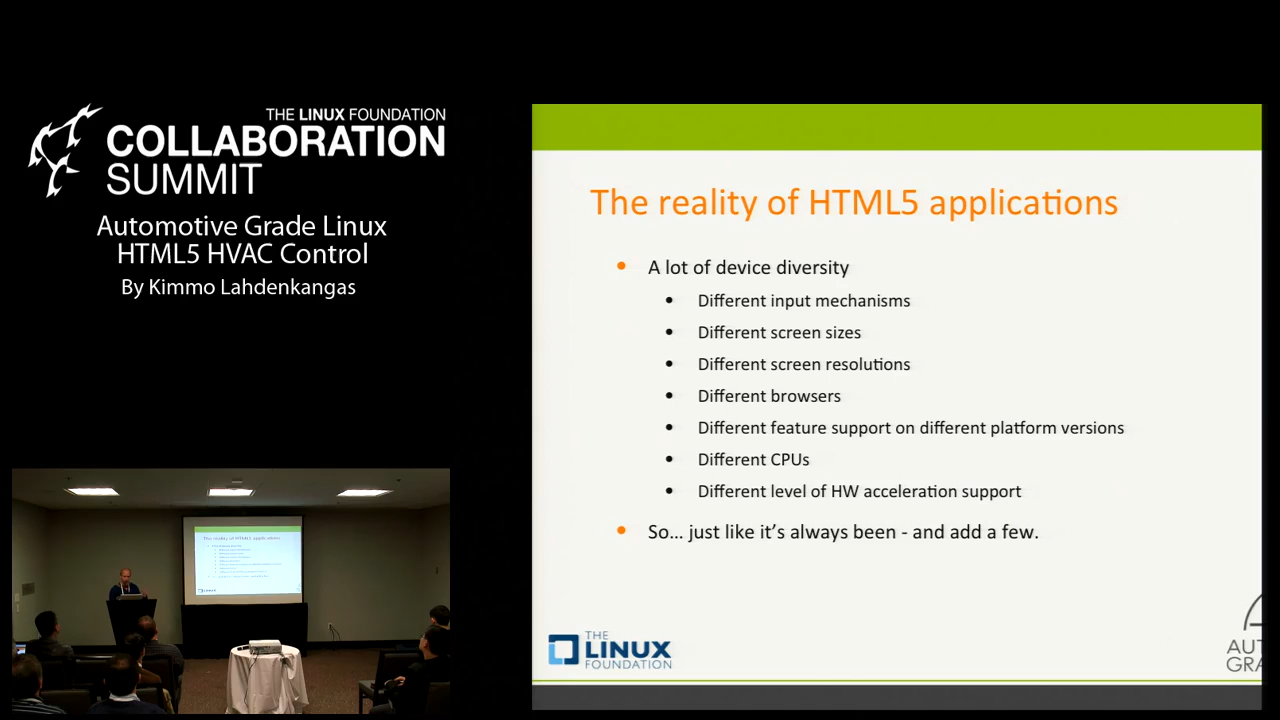 THE LINUX FOUNDATION
COLLABORATION
SUMMIT
Automotive Grade Linux
HTML5 HVAC Control
By Kimmo Lahdenkangas
The reality of HTML5 applications
• A lot of device diversity
• Different input mechanisms
• Different screen sizes
• Different screen resolutions
• Different browsers
• Different feature support on different platform versions
• Different CPUs
• Different level of HW acceleration support
• So... just like it's always been - and add a few.
THE
LINUX
FOUNDATION
AUT
GRA